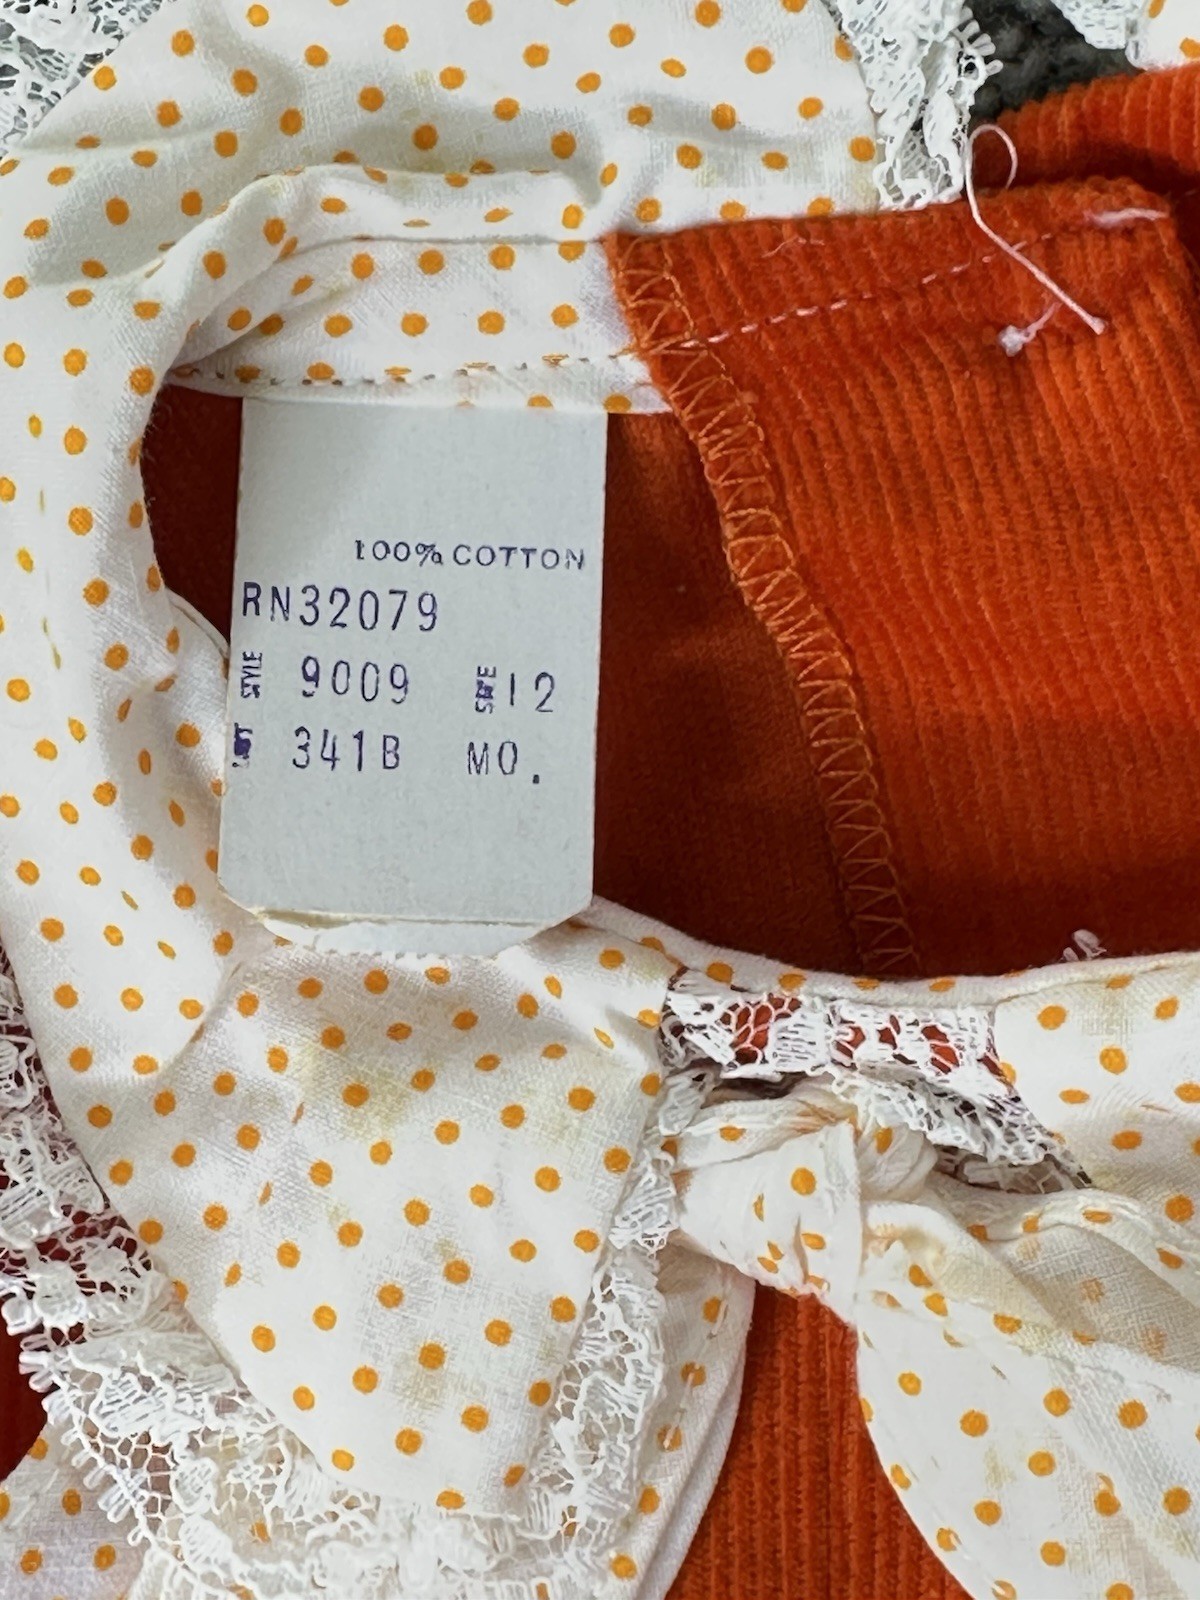 100% COTTON
RN32079
STYLE 9009 SIZE 12
341B MO.